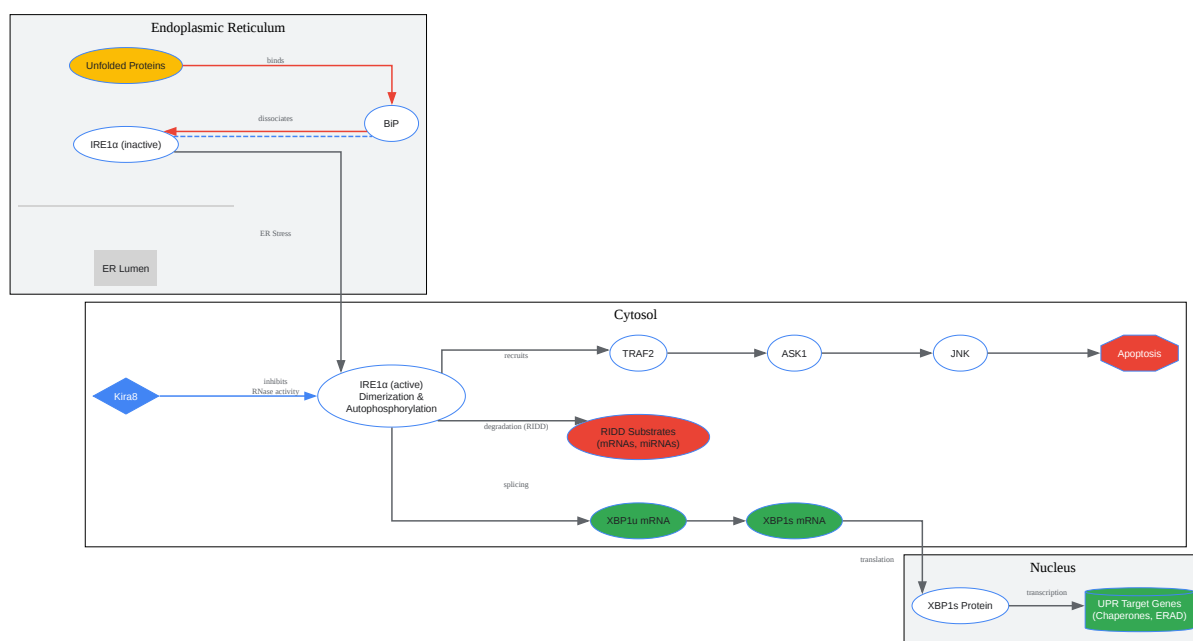 Endoplasmic Reticulum
Unfolded Proteins
binds
BiP
dissociates
IRE1α (inactive)
ER Stress
ER Lumen
Cytosol
TRAF2
ASK1
JNK
Apoptosis
recruits
Kira8
inhibits
RNase activity
IRE1α (active)
Dimerization &
Autophosphorylation
degradation (RIDD)
RIDD Substrates
(mRNAs, miRNAs)
splicing
XBP1u mRNA
XBP1s mRNA
translation
Nucleus
XBP1s Protein
transcription
UPR Target Genes
(Chaperones, ERAD)